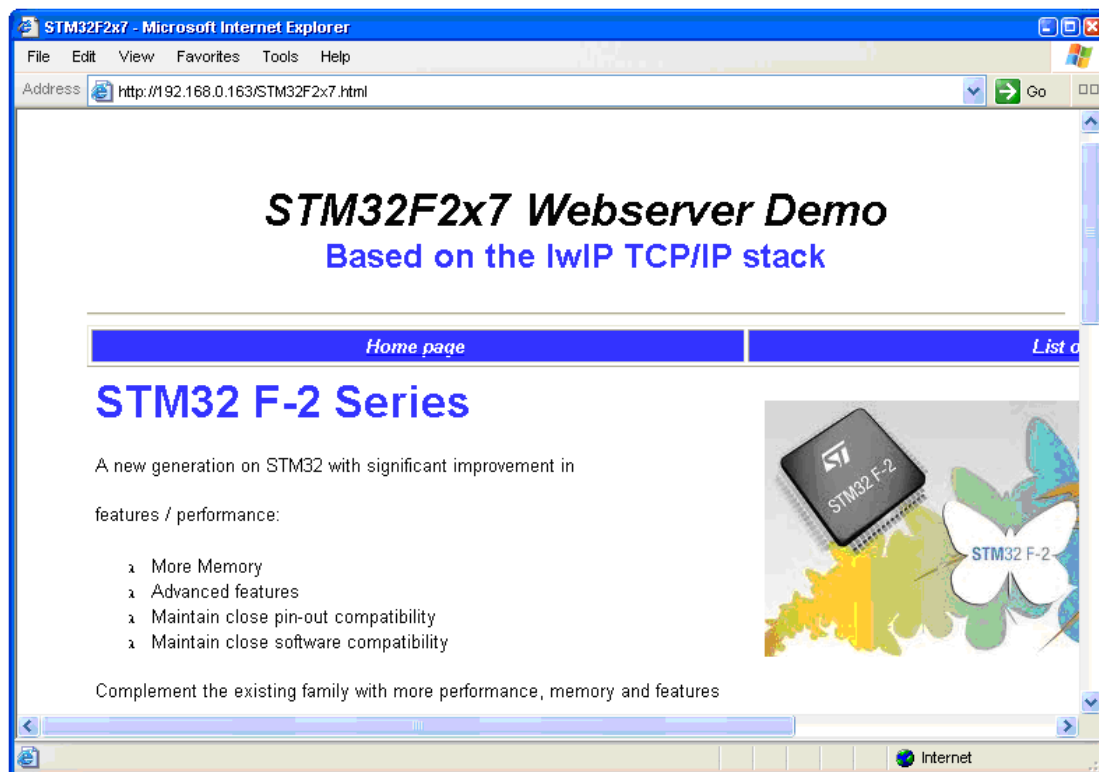 STM32F2x7 - Microsoft Internet Explorer
File Edit View Favorites Tools Help
Address http://192.168.0.163/STM32F2x7.html Go
STM32F2x7 Webserver Demo
Based on the lwIP TCP/IP stack
Home page List o
STM32 F-2 Series
A new generation on STM32 with significant improvement in
features / performance:
λ More Memory
λ Advanced features
λ Maintain close pin-out compatibility
λ Maintain close software compatibility
Complement the existing family with more performance, memory and features
ST
STM32 F-2
STM32 F-2
Internet